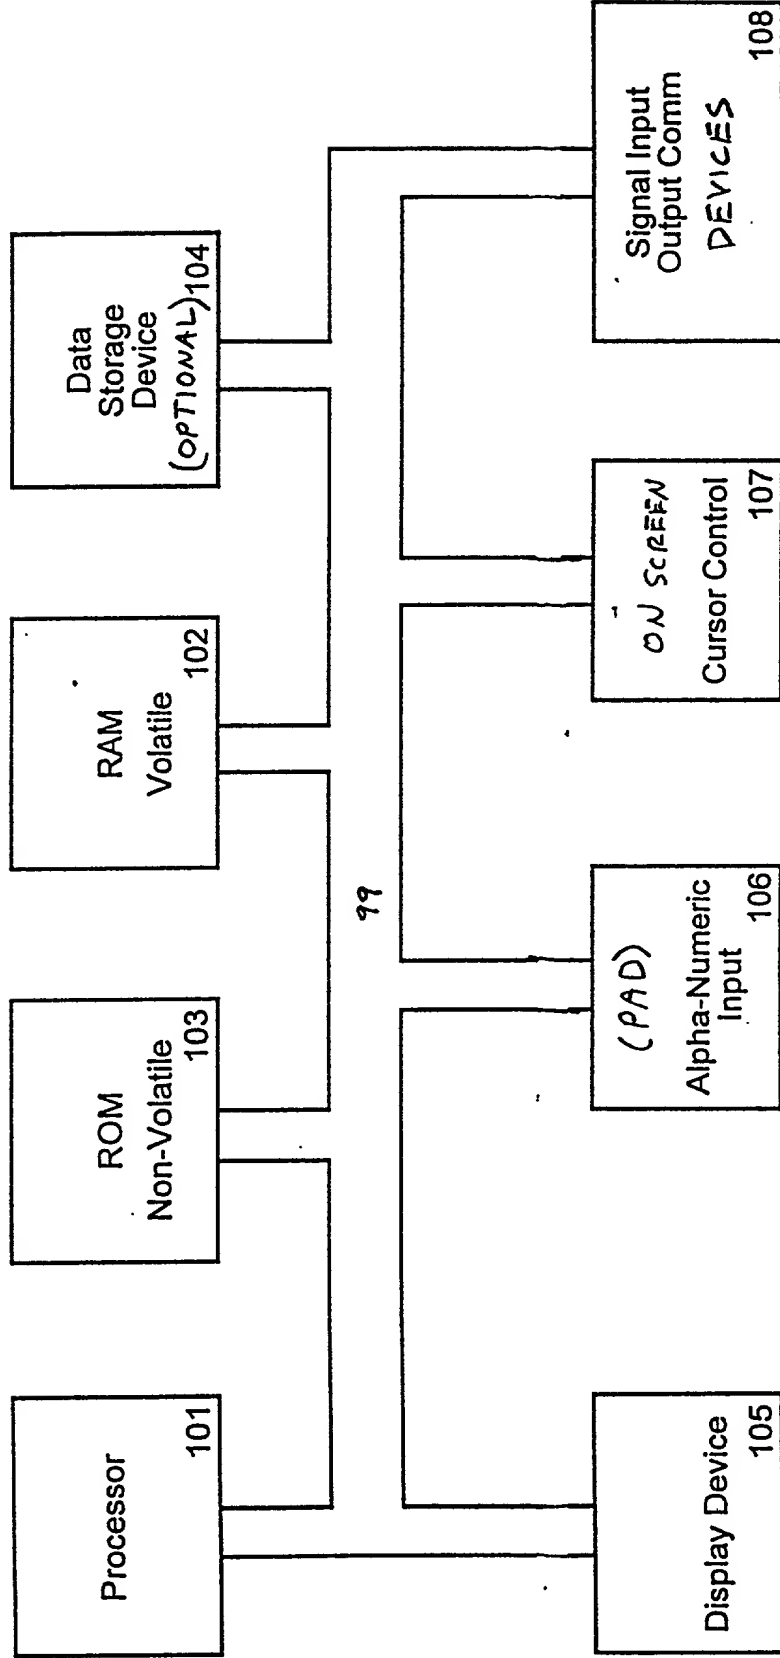 Processor
101
ROM
Non-Volatile
103
RAM
Volatile
102
Data
Storage
Device
(OPTIONAL)
104
99
Display Device
105
(PAD)
Alpha-Numeric
Input
106
ON SCREEN
Cursor Control
107
Signal Input
Output Comm
DEVICES
108